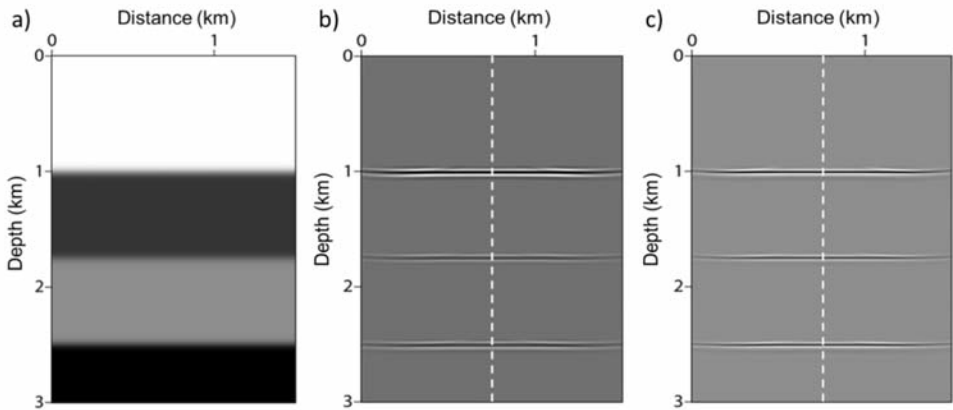 a) Distance (km) b) Distance (km) c) Distance (km)
0 1 0 1 0 1
0 0 0
1 1 1
2 2 2
3 3 3
Depth (km) Depth (km) Depth (km)